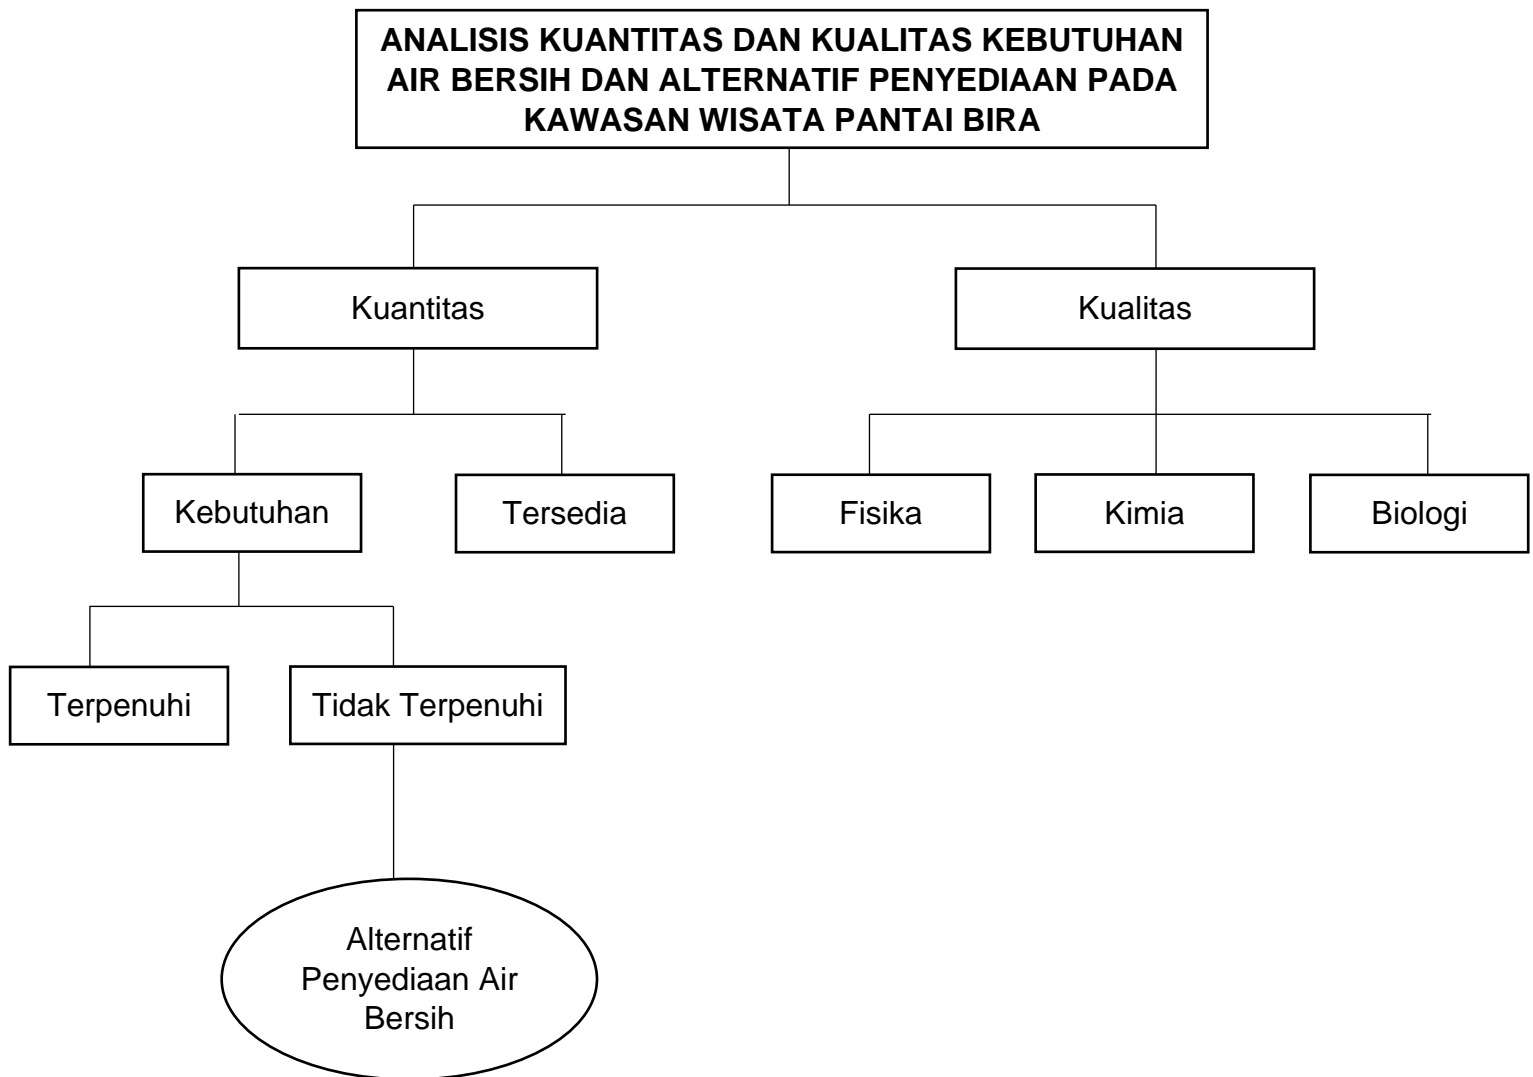 ANALISIS KUANTITAS DAN KUALITAS KEBUTUHAN
AIR BERSIH DAN ALTERNATIF PENYEDIAAN PADA
KAWASAN WISATA PANTAI BIRA
Kuantitas
Kualitas
Kebutuhan
Tersedia
Fisika
Kimia
Biologi
Terpenuhi
Tidak Terpenuhi
Alternatif
Penyediaan Air
Bersih